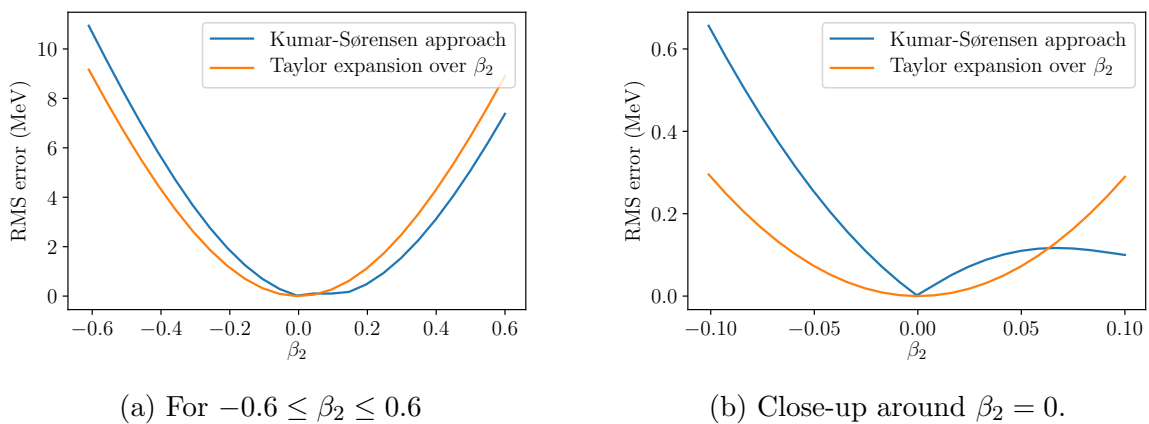 Kumar-Sørensen approach
Taylor expansion over β₂
RMS error (MeV)
10
8
6
4
2
0
−0.6
−0.4
−0.2
0.0
0.2
0.4
0.6
β₂
(a) For −0.6 ≤ β₂ ≤ 0.6
Kumar-Sørensen approach
Taylor expansion over β₂
RMS error (MeV)
0.6
0.4
0.2
0.0
−0.10
−0.05
0.00
0.05
0.10
β₂
(b) Close-up around β₂ = 0.